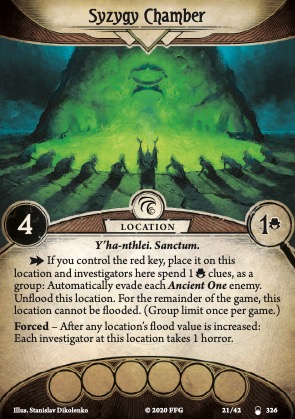 Syzygy Chamber
4
LOCATION
1
Y'ha-nthlei. Sanctum.
If you control the red key, place it on this
location and investigators here spend 1 clues, as a
group: Automatically evade each Ancient One enemy.
Unflood this location. For the remainder of the game, this
location cannot be flooded. (Group limit once per game.)
Forced – After any location's flood value is increased:
Each investigator at this location takes 1 horror.
Illus. Stanislav Dikolenko
© 2020 FFG
21/42
326